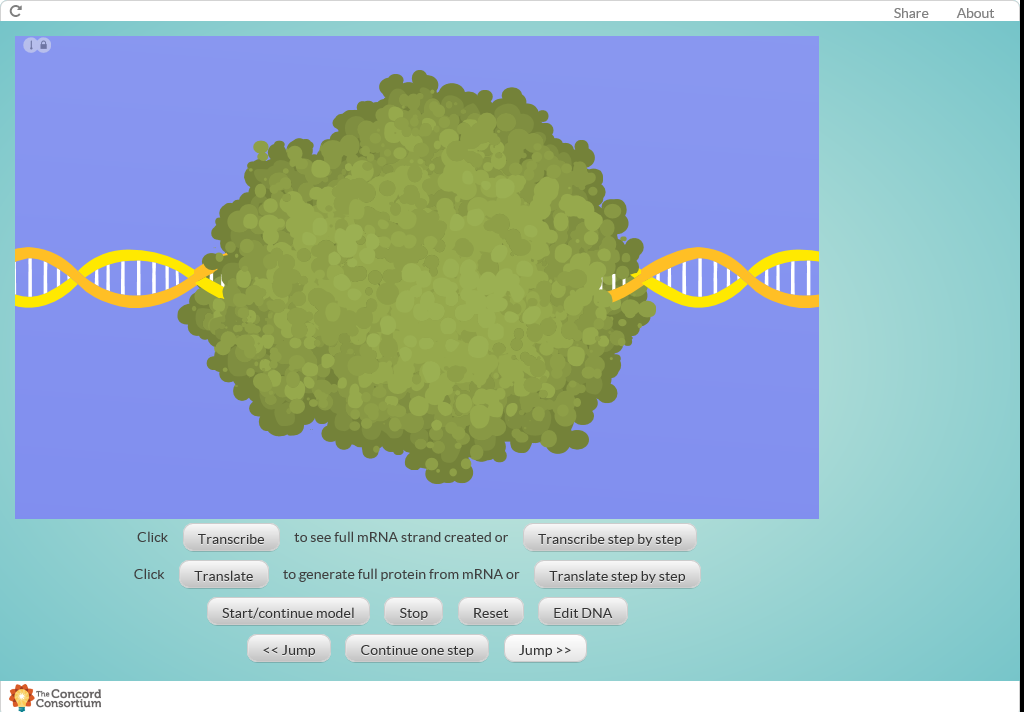 Share About
Click Transcribe to see full mRNA strand created or Transcribe step by step
Click Translate to generate full protein from mRNA or Translate step by step
Start/continue model Stop Reset Edit DNA
<< Jump Continue one step Jump >>
The Concord
Consortium